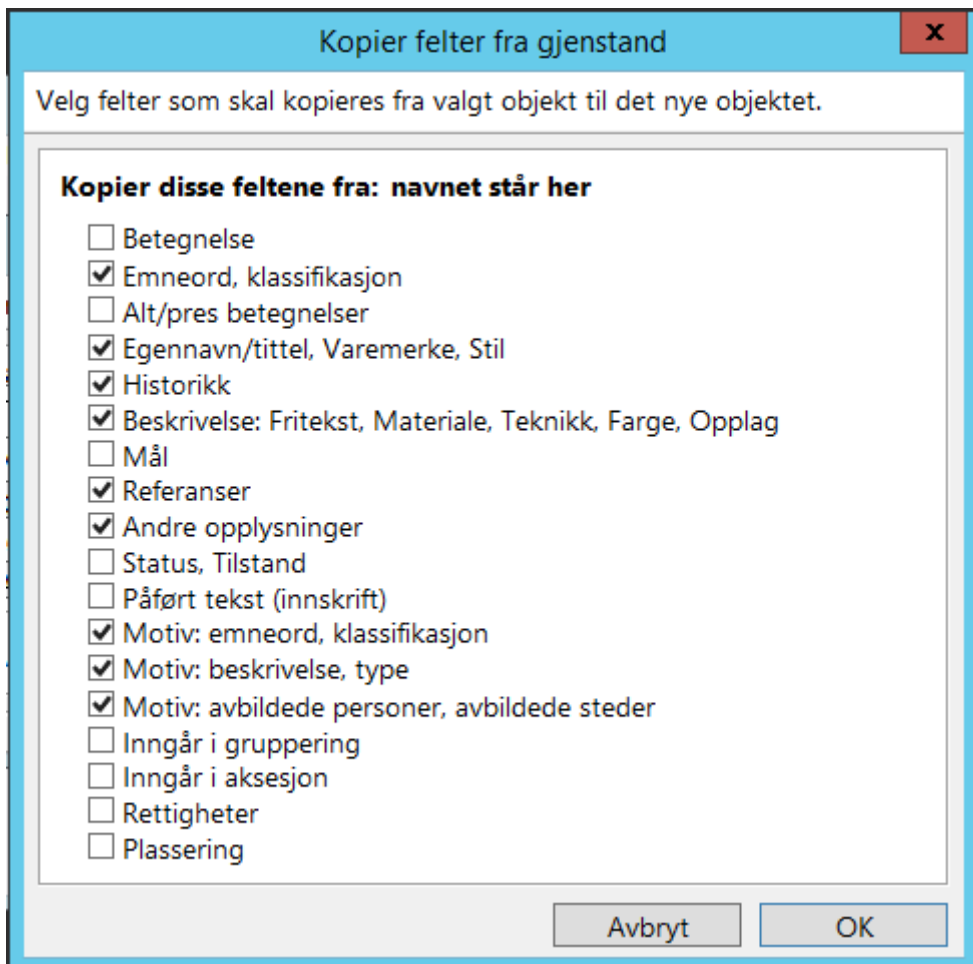 Kopier felter fra gjenstand
x
Velg felter som skal kopieres fra valgt objekt til det nye objektet.
Kopier disse feltene fra: navnet står her
Betegnelse
Emneord, klassifikasjon
Alt/pres betegnelser
Egennavn/tittel, Varemerke, Stil
Historikk
Beskrivelse: Fritekst, Materiale, Teknikk, Farge, Opplag
Mål
Referanser
Andre opplysninger
Status, Tilstand
Påført tekst (innskrift)
Motiv: emneord, klassifikasjon
Motiv: beskrivelse, type
Motiv: avbildede personer, avbildede steder
Inngår i gruppering
Inngår i aksesjon
Rettigheter
Plassering
Avbryt OK